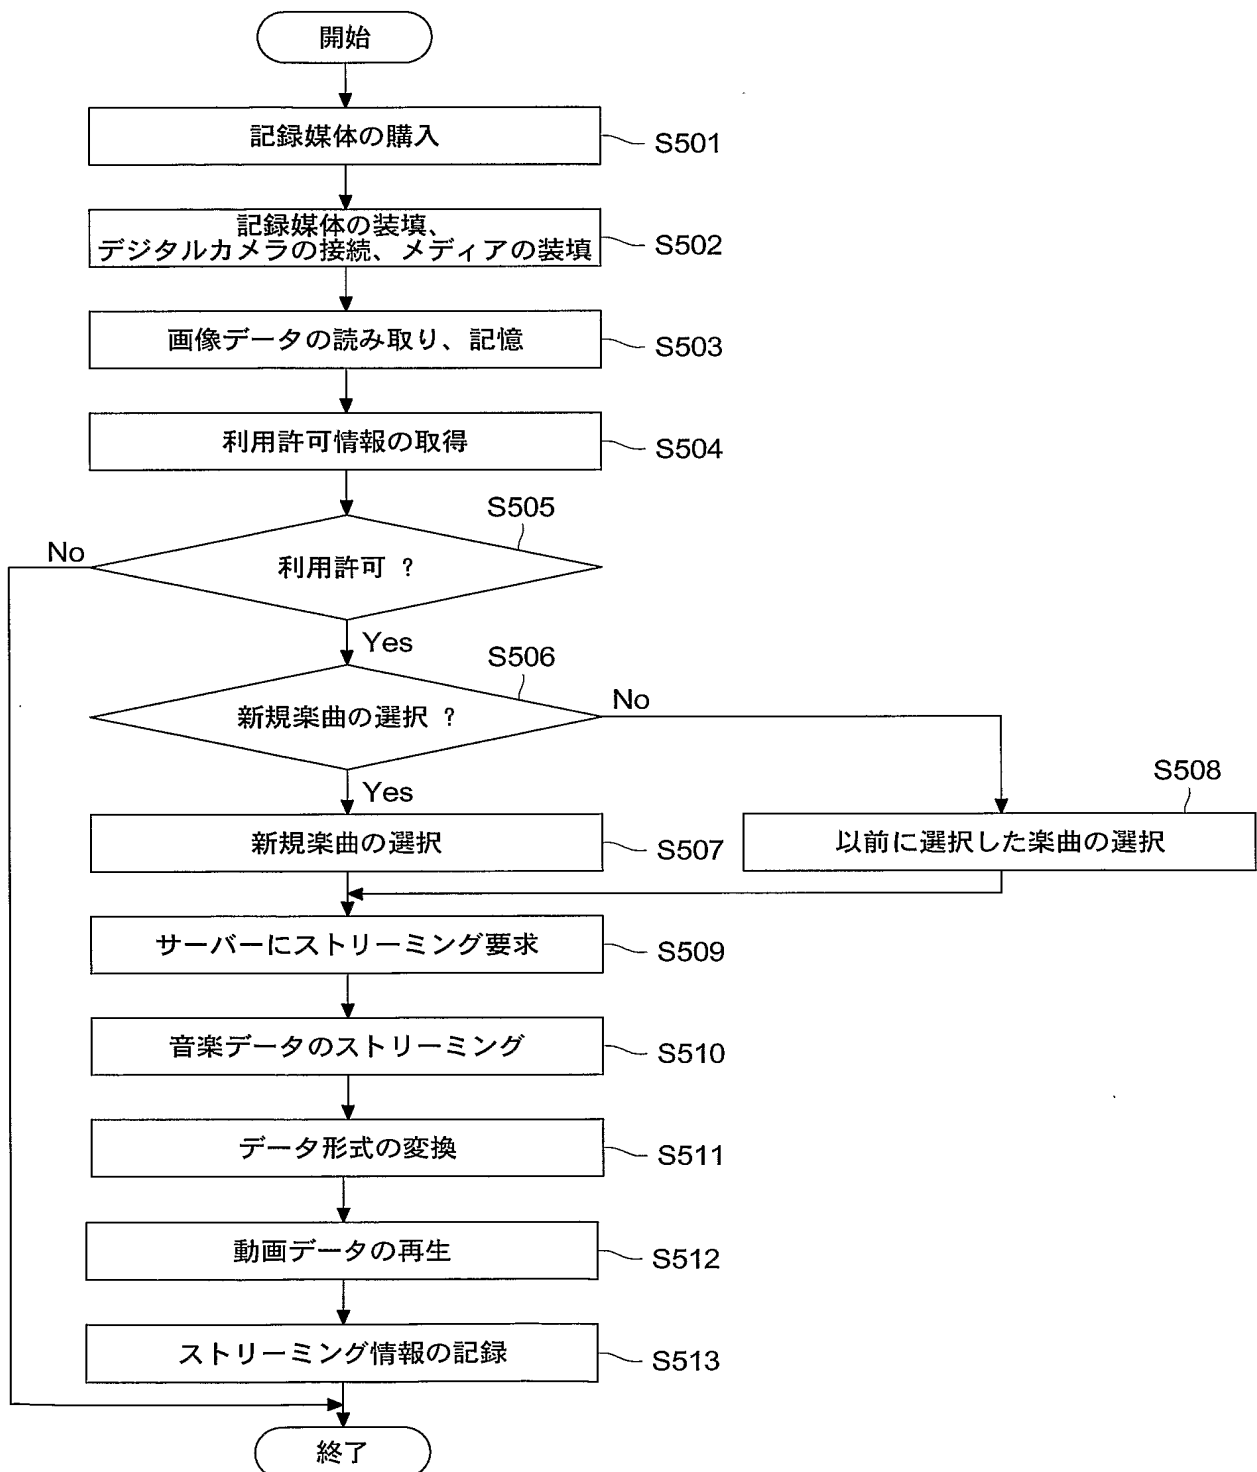 開始
記録媒体の購入
S501
記録媒体の装填、
デジタルカメラの接続、メディアの装填
S502
画像データの読み取り、記憶
S503
利用許可情報の取得
S504
S505
No
利用許可 ?
Yes
S506
新規楽曲の選択 ?
No
Yes
S508
新規楽曲の選択
S507
以前に選択した楽曲の選択
サーバーにストリーミング要求
S509
音楽データのストリーミング
S510
データ形式の変換
S511
動画データの再生
S512
ストリーミング情報の記録
S513
終了